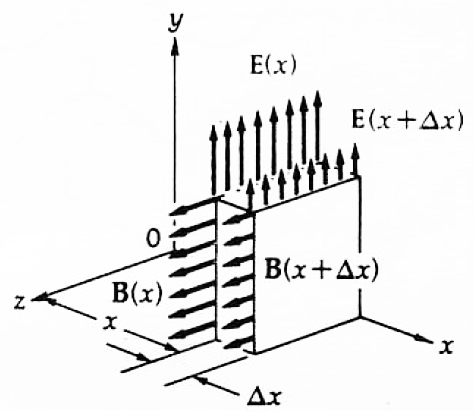 y
E(x)
E(x+Δx)
0
B(x)
B(x+Δx)
z
x
x
Δx